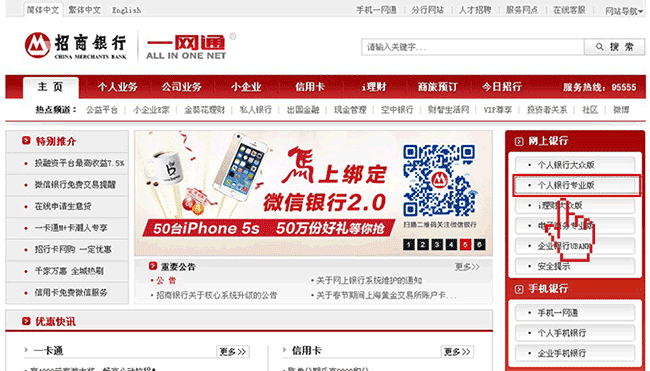 简体中文 繁体中文 English 手机一网通 分行网站 人才招聘 服务网点 在线客服 网站导航
招商银行 CHINA MERCHANTS BANK 一网通 ALL IN ONE NET 请输入关键字... 搜索
主页 个人业务 公司业务 小企业 信用卡 i理财 商旅预订 今日招行 服务热线：95555
热点频道： 公益平台 小企业E家 金葵花理财 私人银行 出国金融 现金管理 空中银行 财智生活网 VIP尊享 投资者关系 社区 微博
特别推介
投融资平台最高收益7.5%
微信银行免费交易提醒
在线申请生意贷
一卡通M+卡潮人专享
招行卡网购 一定优惠
千家万惠 全城热刷
信用卡免费微信服务
马上绑定
微信银行2.0
50台iPhone 5s 50万份好礼等你抢
扫描二维码关注微信银行
1 2 3 4 5 6
重要公告 更多>>
公 告
关于网上银行系统维护的通知
招商银行关于核心系统升级的公告
关于春节期间上海黄金交易所账户卡...
网上银行
个人银行大众版
个人银行专业版
i理财大众版
电子商务专业版
企业银行UBANK
安全提示
手机银行
手机一网通
个人手机银行
企业手机银行
优惠快讯
一卡通 更多>>
信用卡 更多>>